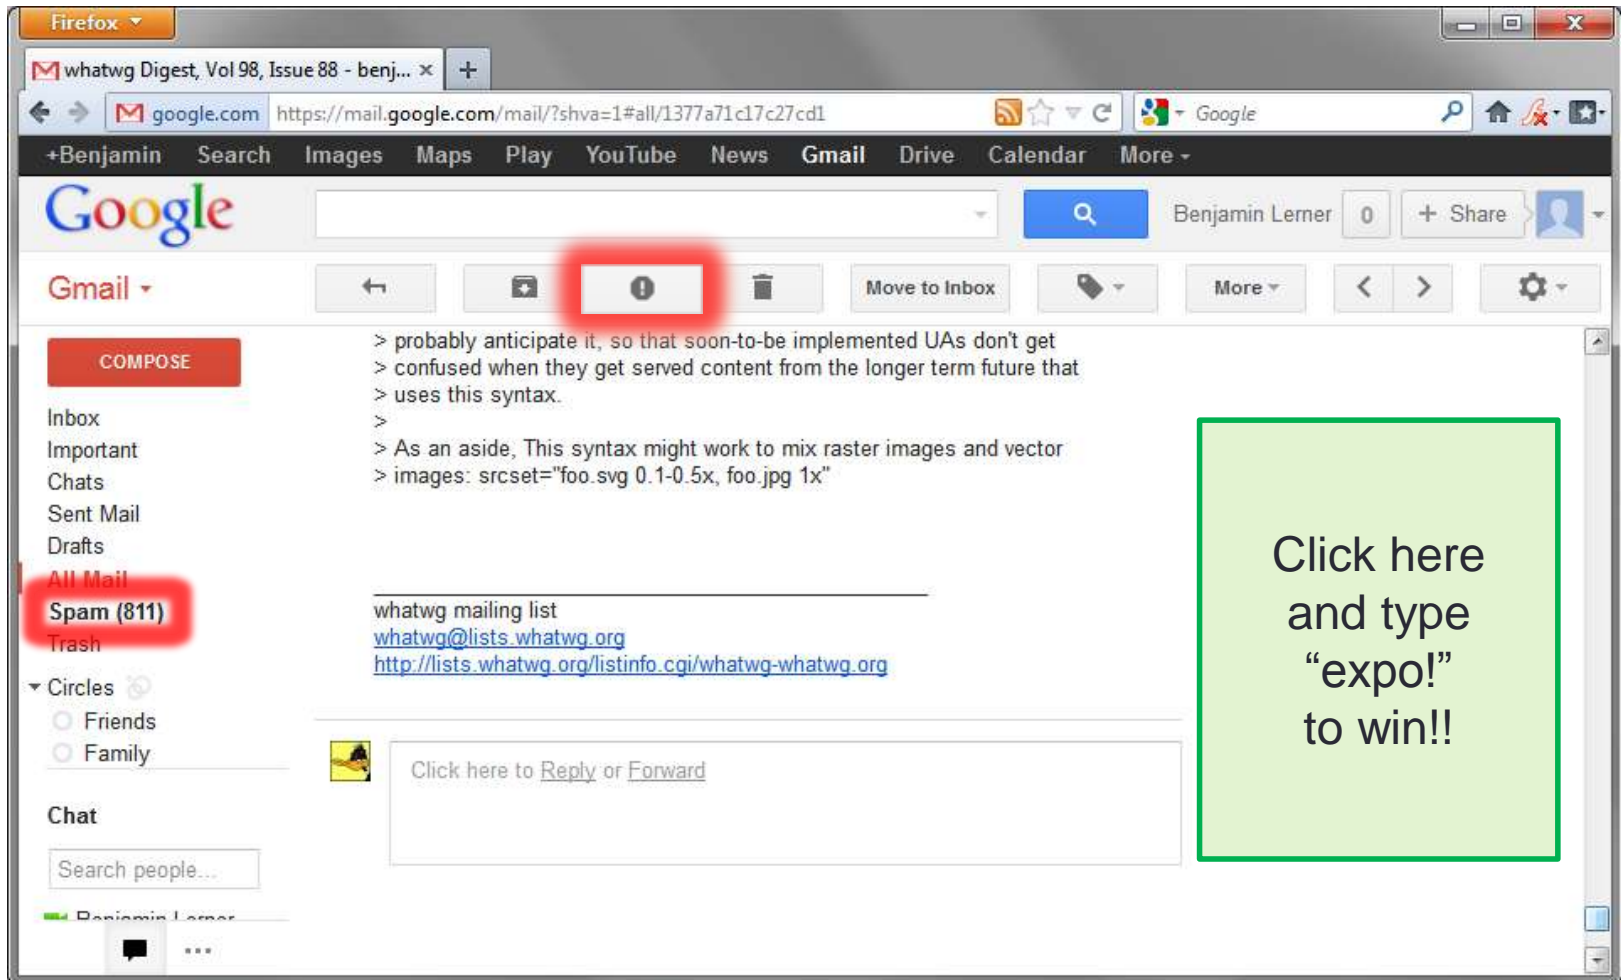 Firefox
whatwg Digest, Vol 98, Issue 88 - benj...
google.com https://mail.google.com/mail/?shva=1#all/1377a71c17c27cd1 Google
+Benjamin Search Images Maps Play YouTube News Gmail Drive Calendar More
Google Benjamin Lerner 0 + Share
Gmail Move to Inbox More
COMPOSE
Inbox
Important
Chats
Sent Mail
Drafts
All Mail
Spam (811)
Trash
Circles
Friends
Family
Chat
Search people...
Benjamin Lerner
> probably anticipate it, so that soon-to-be implemented UAs don't get
> confused when they get served content from the longer term future that
> uses this syntax.
>
> As an aside, This syntax might work to mix raster images and vector
> images: srcset="foo.svg 0.1-0.5x, foo.jpg 1x"
whatwg mailing list
whatwg@lists.whatwg.org
http://lists.whatwg.org/listinfo.cgi/whatwg-whatwg.org
Click here to Reply or Forward
Click here
and type
“expo!”
to win!!